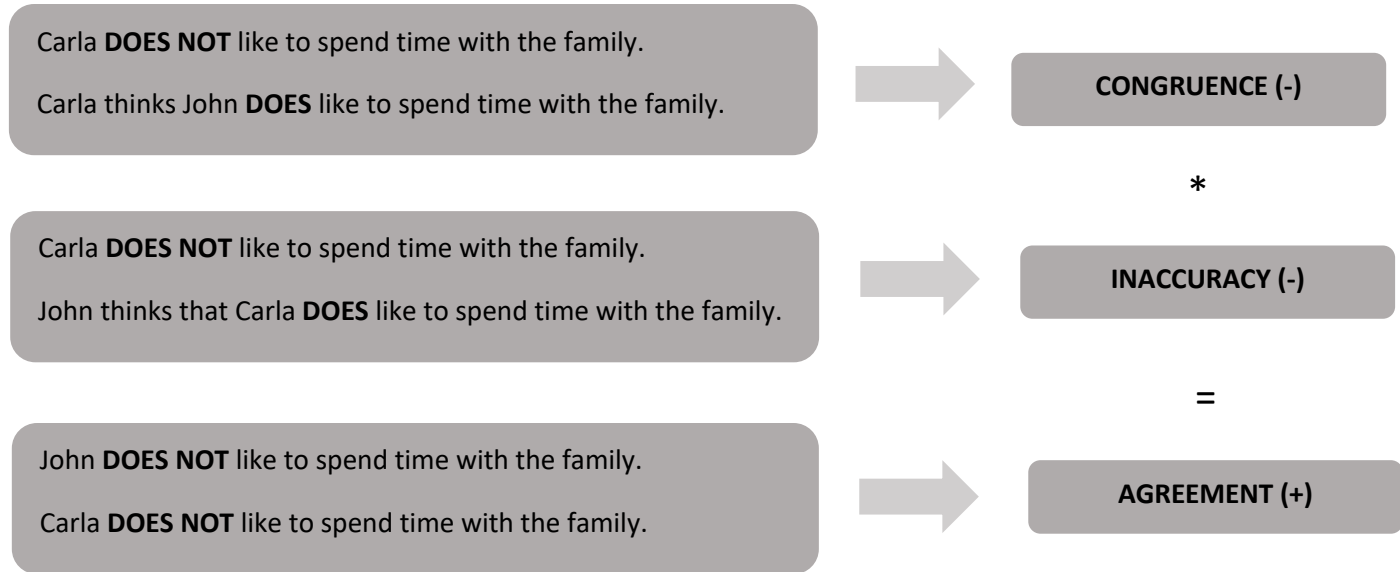 Carla DOES NOT like to spend time with the family.
Carla thinks John DOES like to spend time with the family.
CONGRUENCE (-)
*
Carla DOES NOT like to spend time with the family.
John thinks that Carla DOES like to spend time with the family.
INACCURACY (-)
=
John DOES NOT like to spend time with the family.
Carla DOES NOT like to spend time with the family.
AGREEMENT (+)